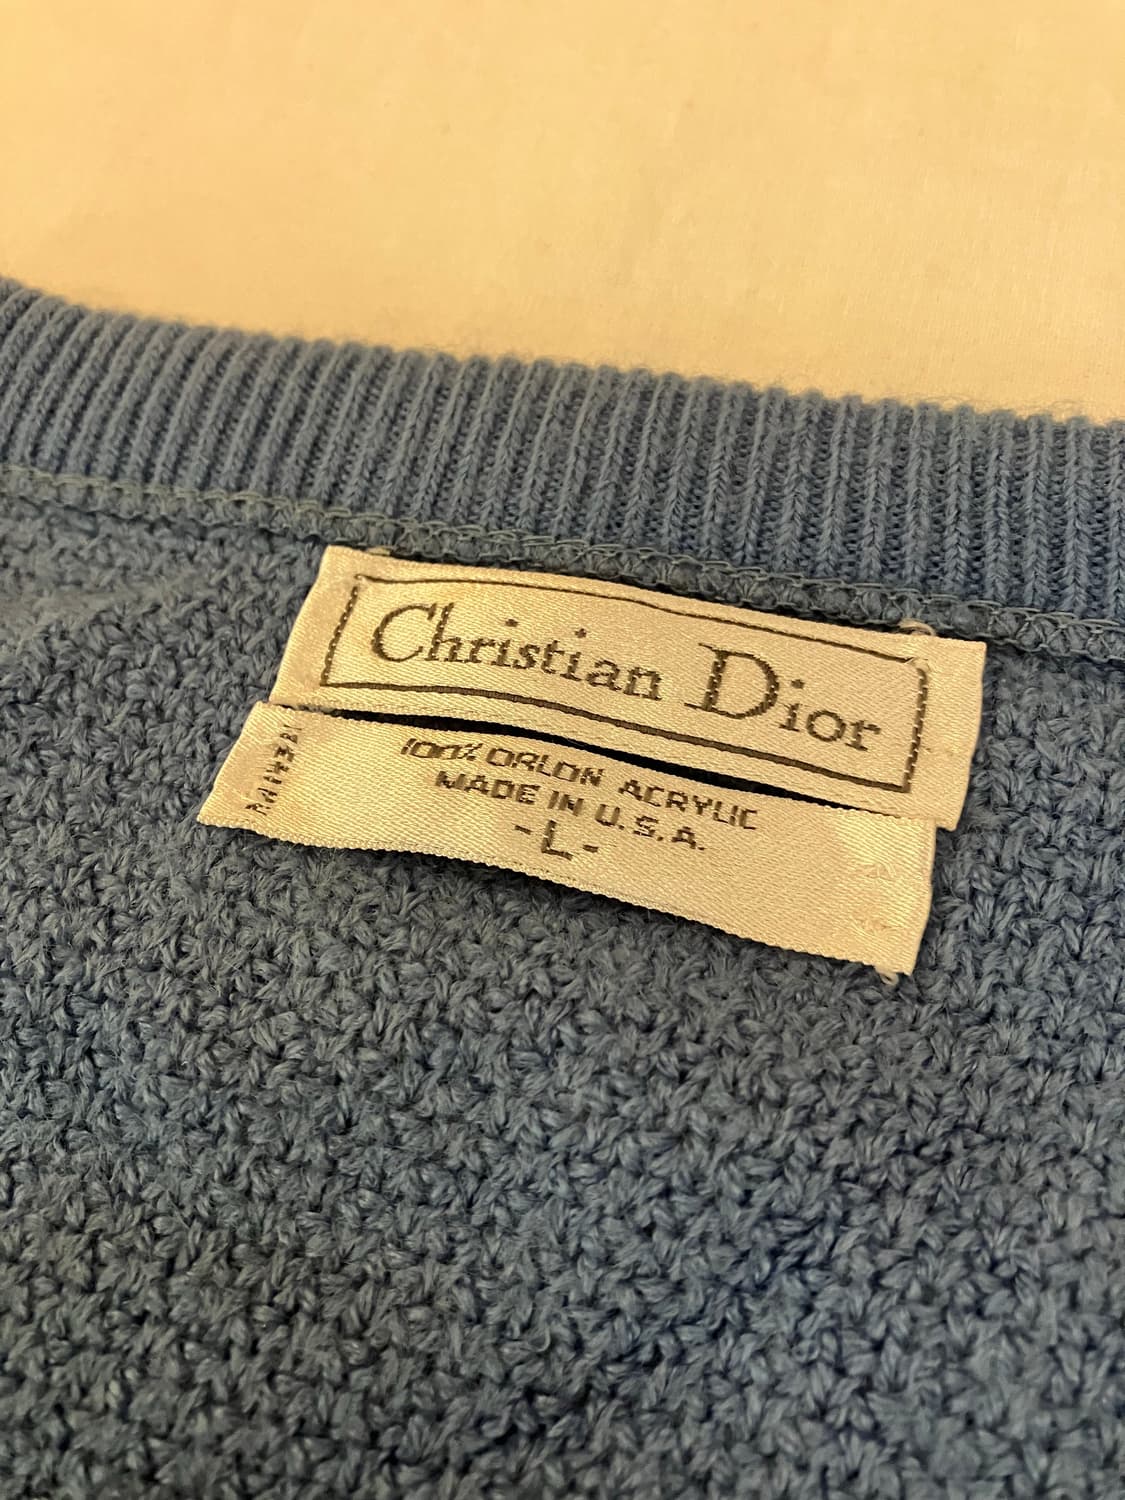 Christian Dior
100% ORLON ACRYLIC
MADE IN U.S.A.
-L-